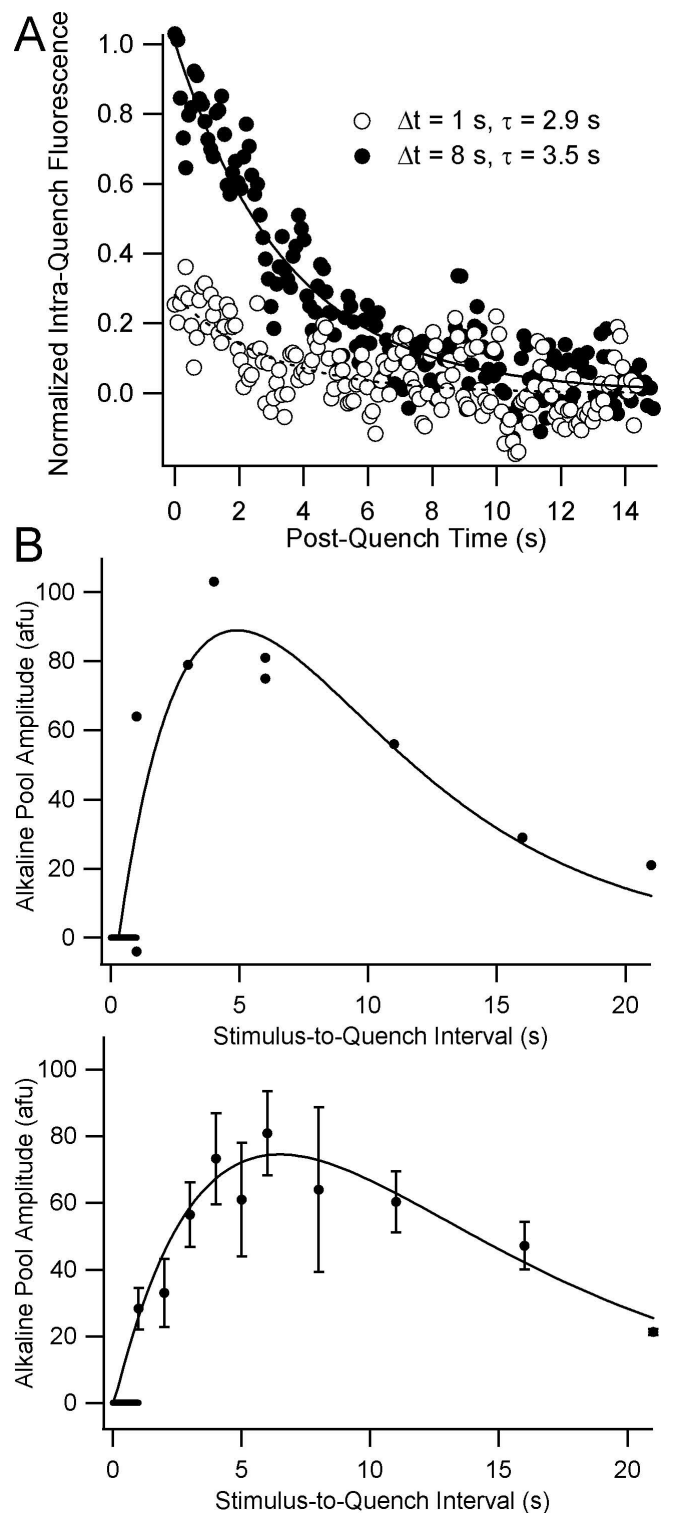 A
Normalized Intra-Quench Fluorescence
1.0
0.8
0.6
0.4
0.2
0.0
Δt = 1 s, τ = 2.9 s
Δt = 8 s, τ = 3.5 s
0 2 4 6 8 10 12 14
Post-Quench Time (s)
B
Alkaline Pool Amplitude (afu)
100
80
60
40
20
0
0 5 10 15 20
Stimulus-to-Quench Interval (s)
Alkaline Pool Amplitude (afu)
100
80
60
40
20
0
0 5 10 15 20
Stimulus-to-Quench Interval (s)